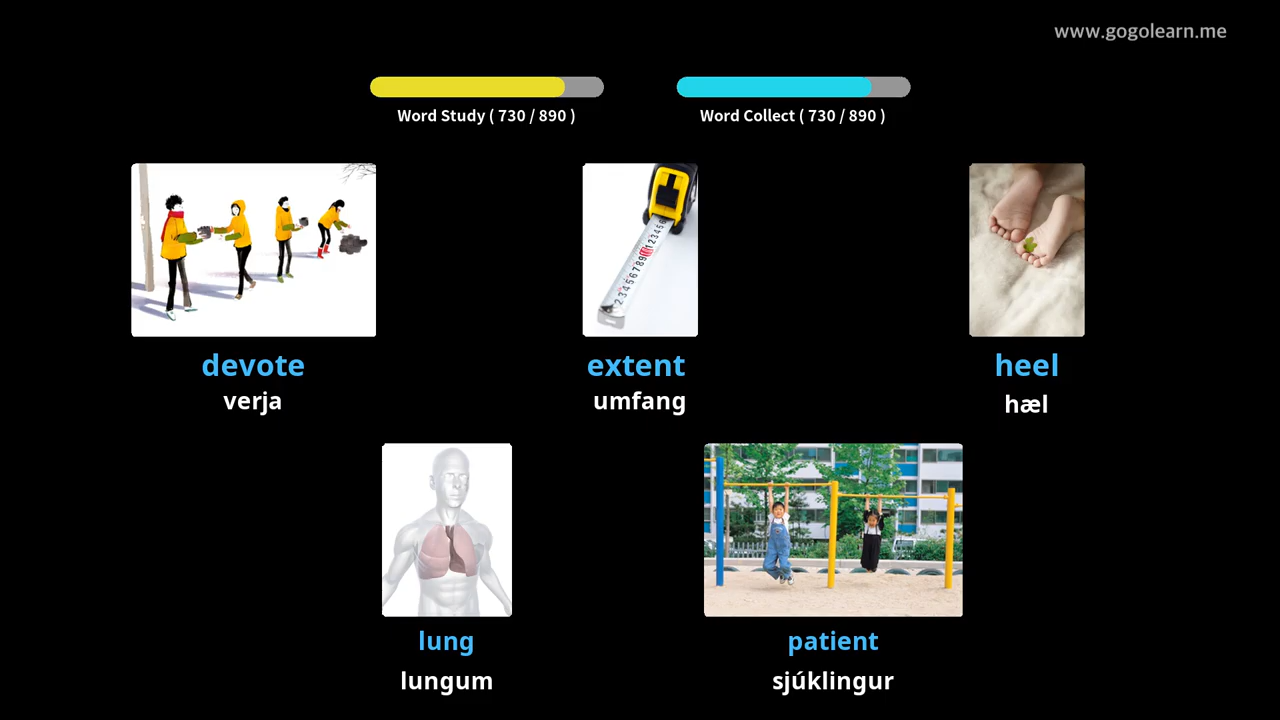 www.gogolearn.me
Word Study ( 730 / 890 )
Word Collect ( 730 / 890 )
devote
verja
extent
umfang
heel
hæl
lung
lungum
patient
sjúklingur